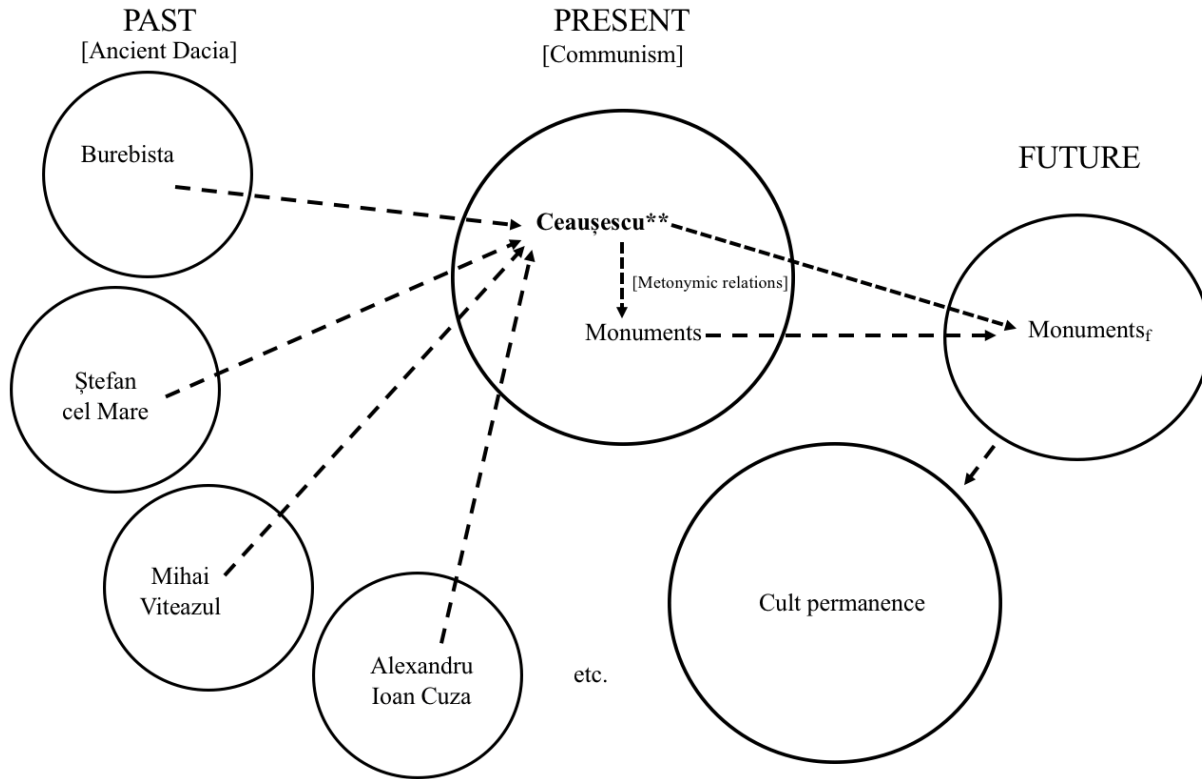 PAST
[Ancient Dacia]
Burebista
Ștefan
cel Mare
Mihai
Viteazul
Alexandru
Ioan Cuza
etc.
PRESENT
[Communism]
Ceaușescu**
[Metonymic relations]
Monuments
FUTURE
Monumentsf
Cult permanence